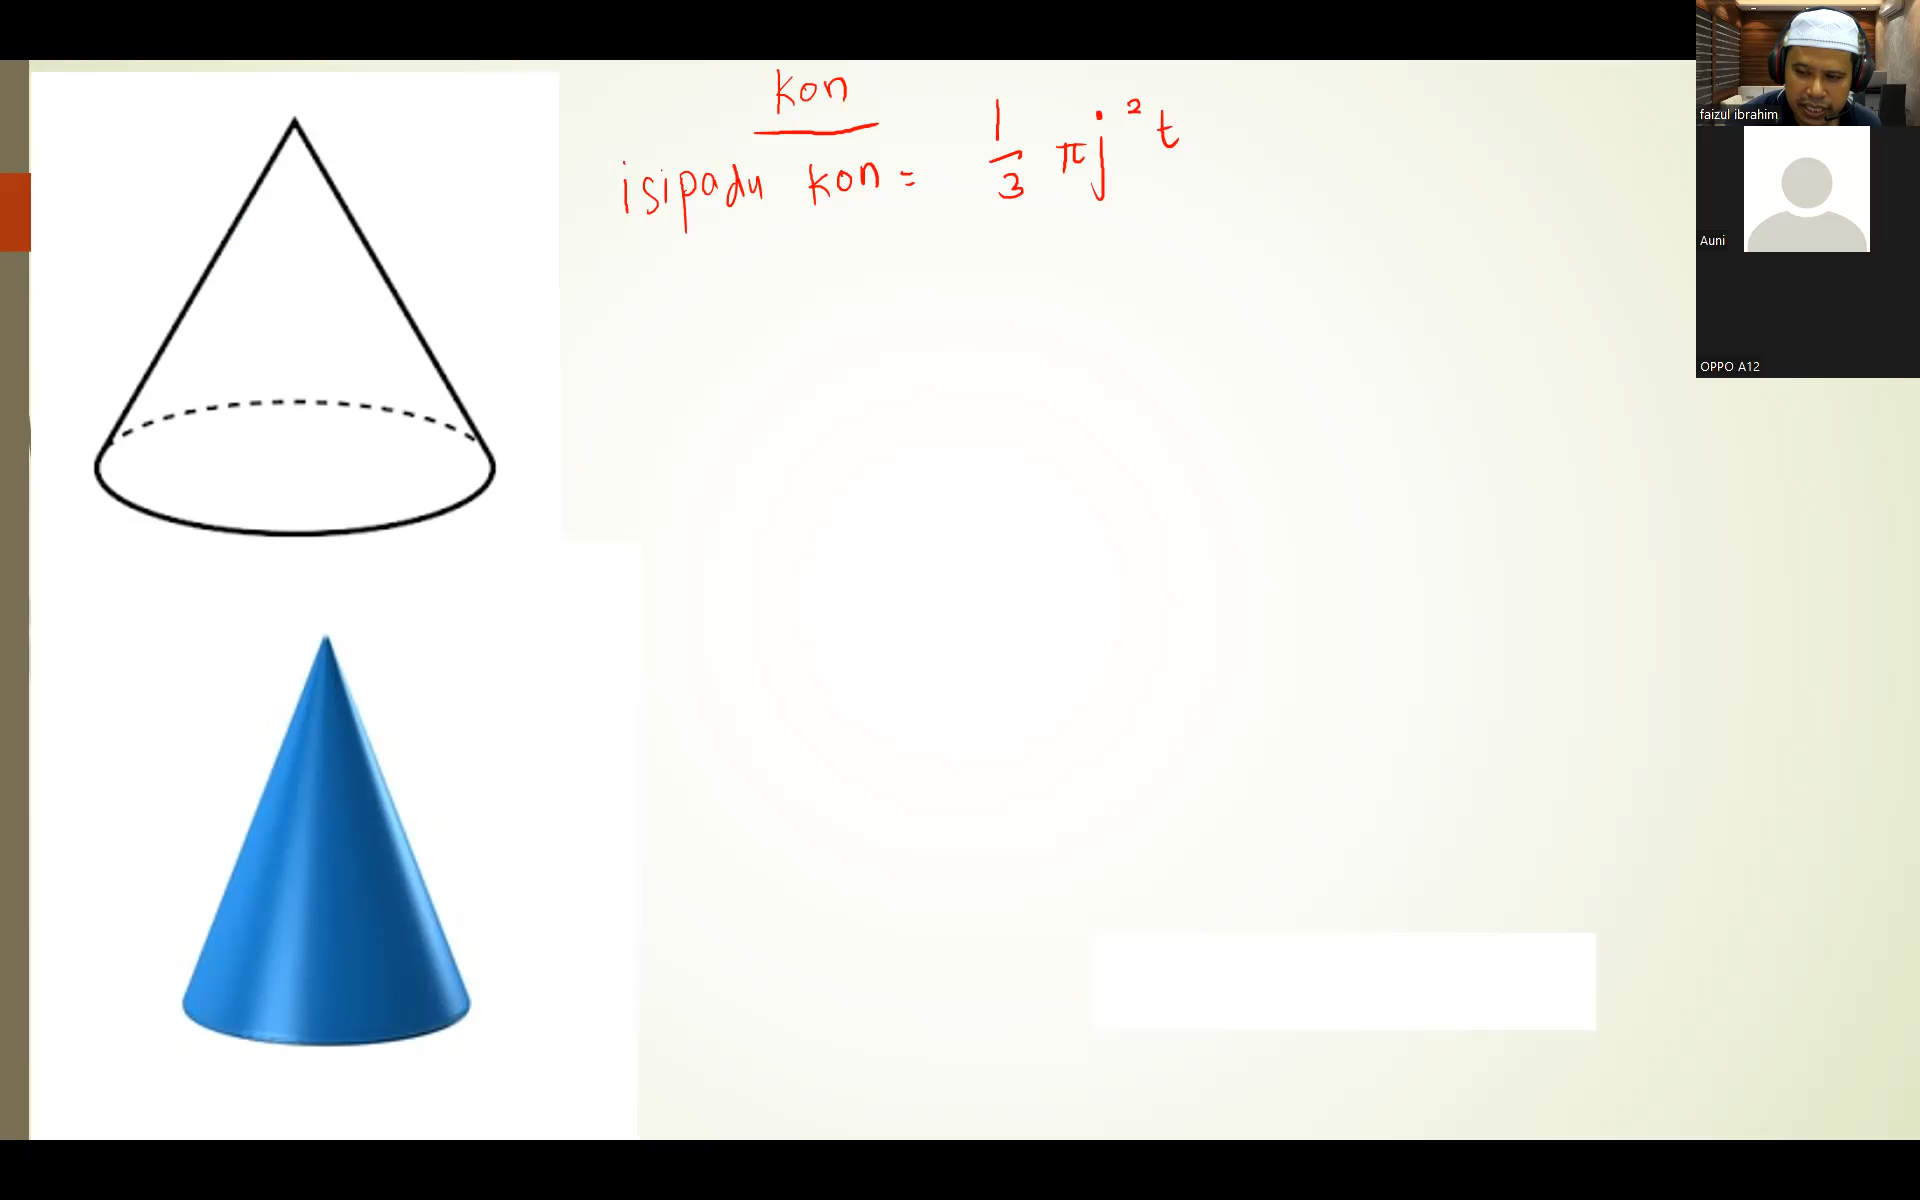 kon
isipadu kon = 1/3 πj² t
faizul ibrahim
Auni
OPPO A12